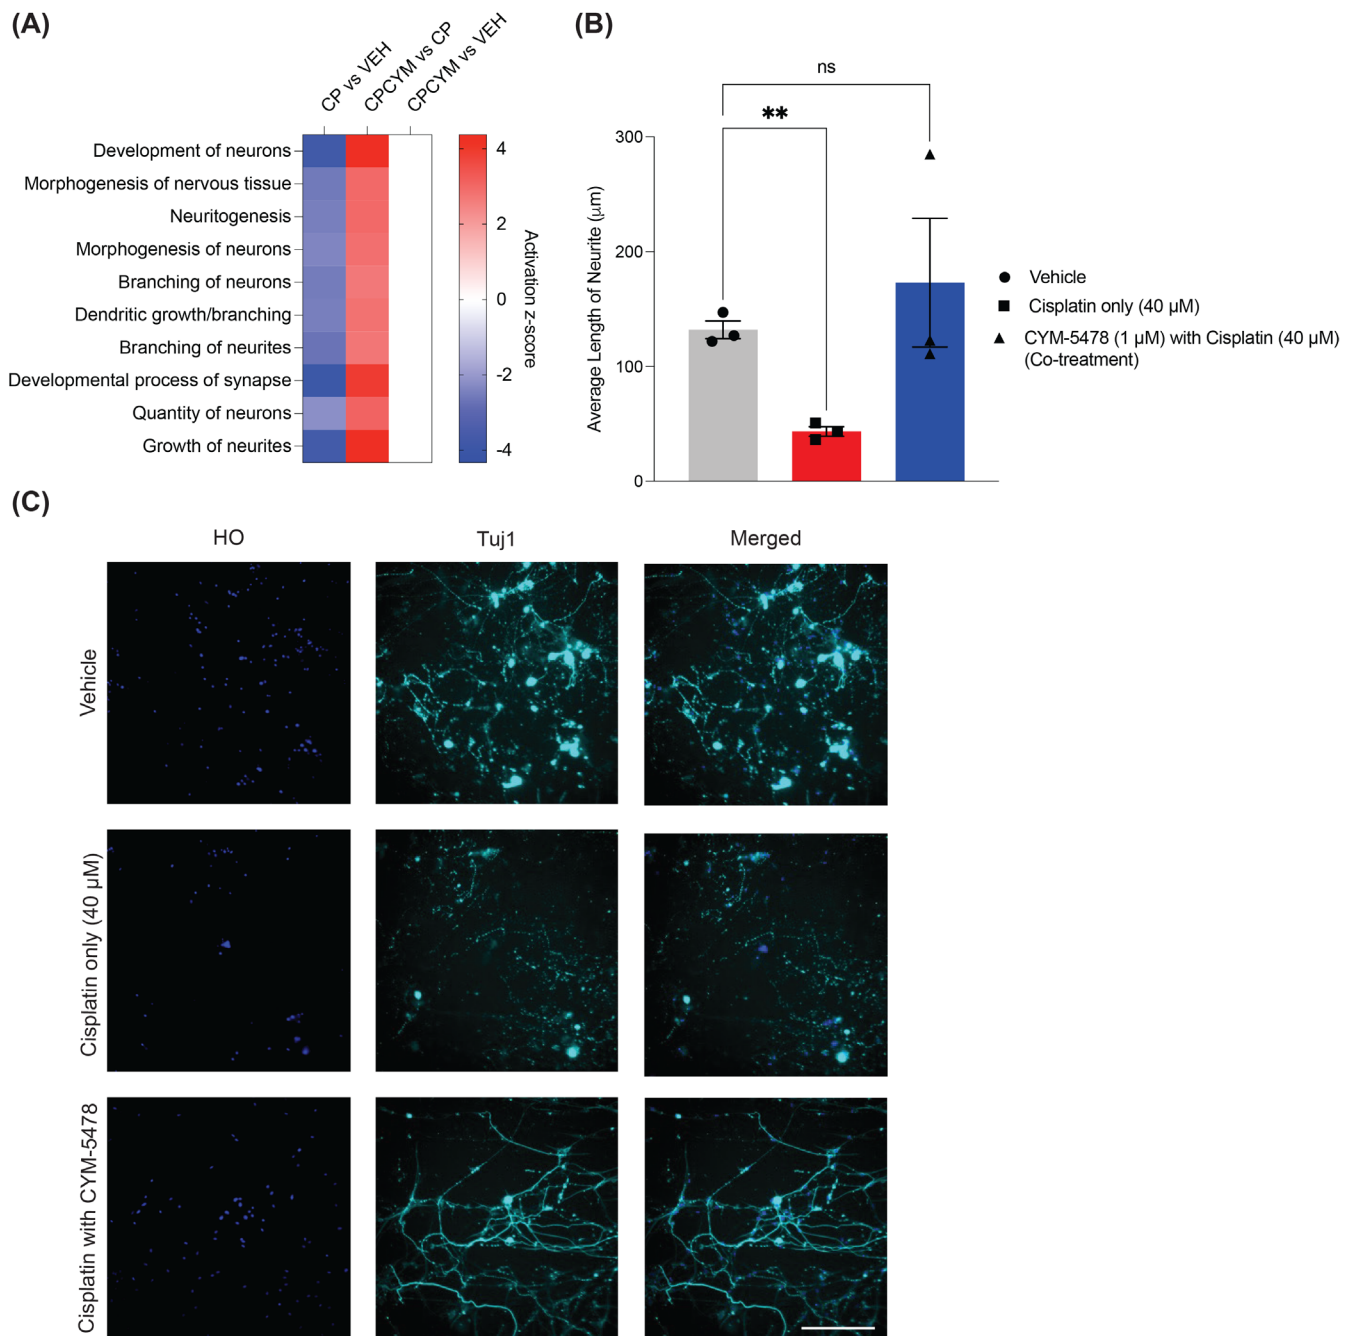 (A)
CP vs VEH
CPCYM vs CP
CPCYM vs VEH
Development of neurons
Morphogenesis of nervous tissue
Neuritogenesis
Morphogenesis of neurons
Branching of neurons
Dendritic growth/branching
Branching of neurites
Developmental process of synapse
Quantity of neurons
Growth of neurites
4
2
0
-2
-4
Activation z-score
(B)
ns
**
300
200
100
0
Average Length of Neurite (μm)
Vehicle
Cisplatin only (40 μM)
CYM-5478 (1 μM) with Cisplatin (40 μM)
(Co-treatment)
(C)
HO
Tuj1
Merged
Vehicle
Cisplatin only (40 μM)
Cisplatin with CYM-5478